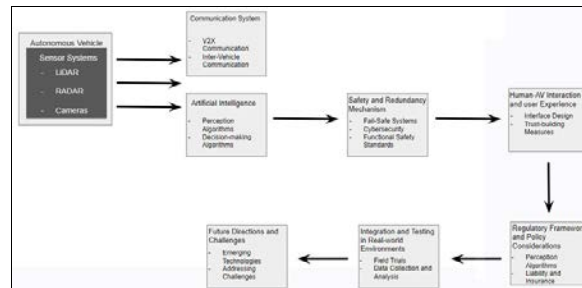 Autonomous Vehicle
Sensor Systems
- LiDAR
- RADAR
- Cameras
Communication System
- V2X
Communication
- Inter-Vehicle
Communication
Artificial Intelligence
- Perception
Algorithms
- Decision-making
Algorithms
Safety and Redundancy
Mechanism
- Fail-Safe Systems
- Cybersecurity
- Functional Safety
Standards
Human-AV Interaction
and user Experience
- Interface Design
- Trust-building
Measures
Regulatory Framework
and Policy
Considerations
- Perception
Algorithms
- Liability and
Insurance
Integration and Testing
in Real-world
Environments
- Field Trials
- Data Collection and
Analysis
Future Directions and
Challenges
- Emerging
Technologies
- Addressing
Challenges